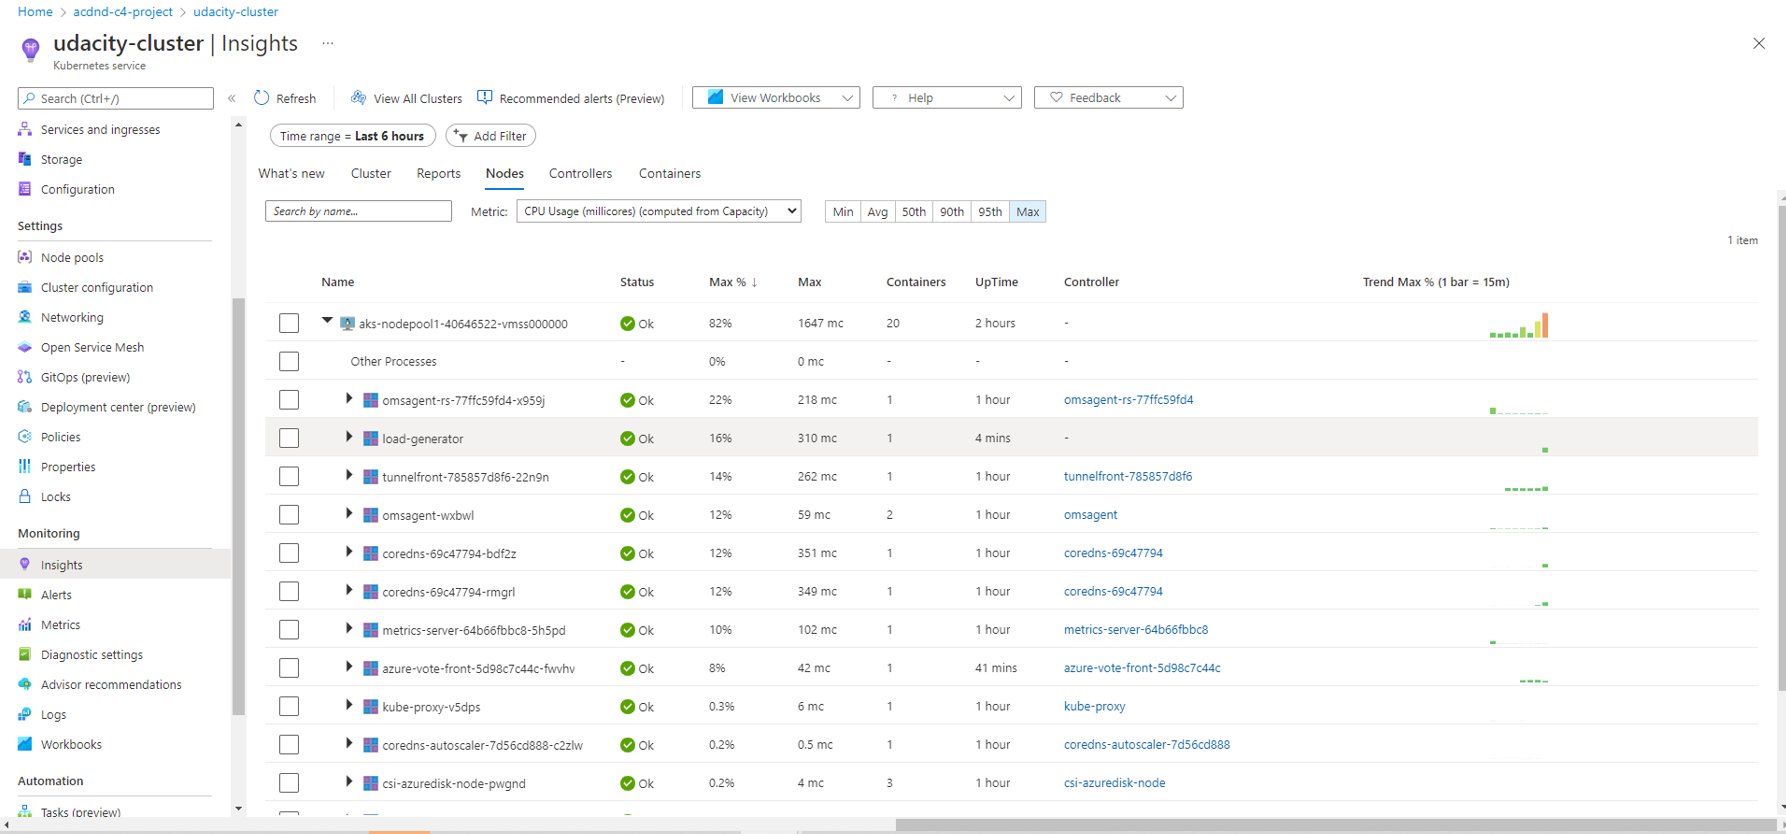 Home > acdnd-c4-project > udacity-cluster
udacity-cluster | Insights ...
Kubernetes service
Search (Ctrl+/) « Refresh View All Clusters Recommended alerts (Preview) View Workbooks ? Help Feedback
Services and ingresses
Storage
Configuration
Settings
Node pools
Cluster configuration
Networking
Open Service Mesh
GitOps (preview)
Deployment center (preview)
Policies
Properties
Locks
Monitoring
Insights
Alerts
Metrics
Diagnostic settings
Advisor recommendations
Logs
Workbooks
Automation
Tasks (preview)
Time range = Last 6 hours Add Filter
What's new Cluster Reports Nodes Controllers Containers
Search by name... Metric: CPU Usage (millicores) (computed from Capacity) Min Avg 50th 90th 95th Max
1 item
Name Status Max % ↓ Max Containers UpTime Controller Trend Max % (1 bar = 15m)
aks-nodepool1-40646522-vmss000000 Ok 82% 1647 mc 20 2 hours -
Other Processes - 0% 0 mc - - -
omsagent-rs-77ffc59fd4-x959j Ok 22% 218 mc 1 1 hour omsagent-rs-77ffc59fd4
load-generator Ok 16% 310 mc 1 4 mins -
tunnelfront-785857d8f6-22n9n Ok 14% 262 mc 1 1 hour tunnelfront-785857d8f6
omsagent-wxbwl Ok 12% 59 mc 2 1 hour omsagent
coredns-69c47794-bdf2z Ok 12% 351 mc 1 1 hour coredns-69c47794
coredns-69c47794-rmgrl Ok 12% 349 mc 1 1 hour coredns-69c47794
metrics-server-64b66fbbc8-5h5pd Ok 10% 102 mc 1 1 hour metrics-server-64b66fbbc8
azure-vote-front-5d98c7c44c-fwvhv Ok 8% 42 mc 1 41 mins azure-vote-front-5d98c7c44c
kube-proxy-v5dps Ok 0.3% 6 mc 1 1 hour kube-proxy
coredns-autoscaler-7d56cd888-c2zlw Ok 0.2% 0.5 mc 1 1 hour coredns-autoscaler-7d56cd888
csi-azuredisk-node-pwgnd Ok 0.2% 4 mc 3 1 hour csi-azuredisk-node